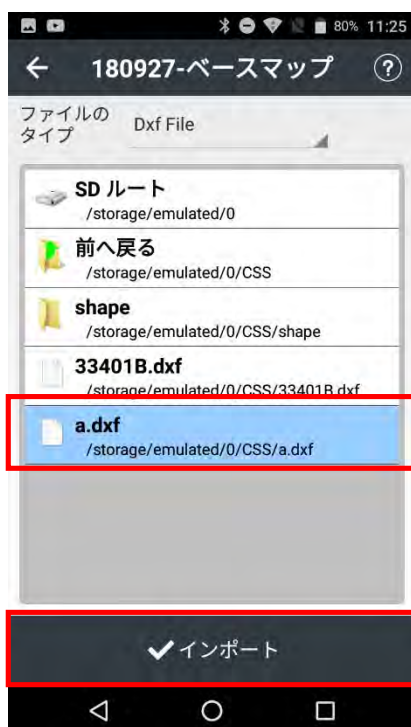 80% 11:25
180927-ベースマップ ?
ファイルの
タイプ
Dxf File
SD ルート
/storage/emulated/0
前へ戻る
/storage/emulated/0/CSS
shape
/storage/emulated/0/CSS/shape
33401B.dxf
/storage/emulated/0/CSS/33401B.dxf
a.dxf
/storage/emulated/0/CSS/a.dxf
インポート